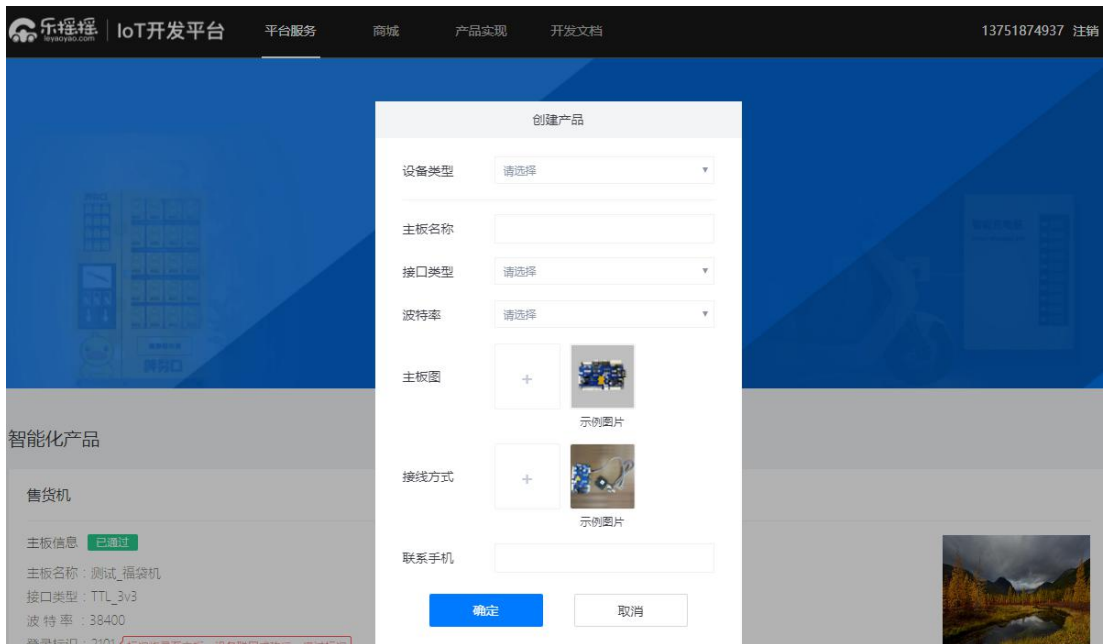 乐摇摇 leyaoyao.com IoT开发平台 平台服务 商城 产品实现 开发文档 13751874937 注销
创建产品
设备类型 请选择
主板名称
接口类型 请选择
波特率 请选择
主板图 +
示例图片
接线方式 +
示例图片
联系手机
确定 取消
智能化产品
售货机
主板信息 已通过
主板名称：测试_福袋机
接口类型：TTL_3v3
波 特 率 ：38400